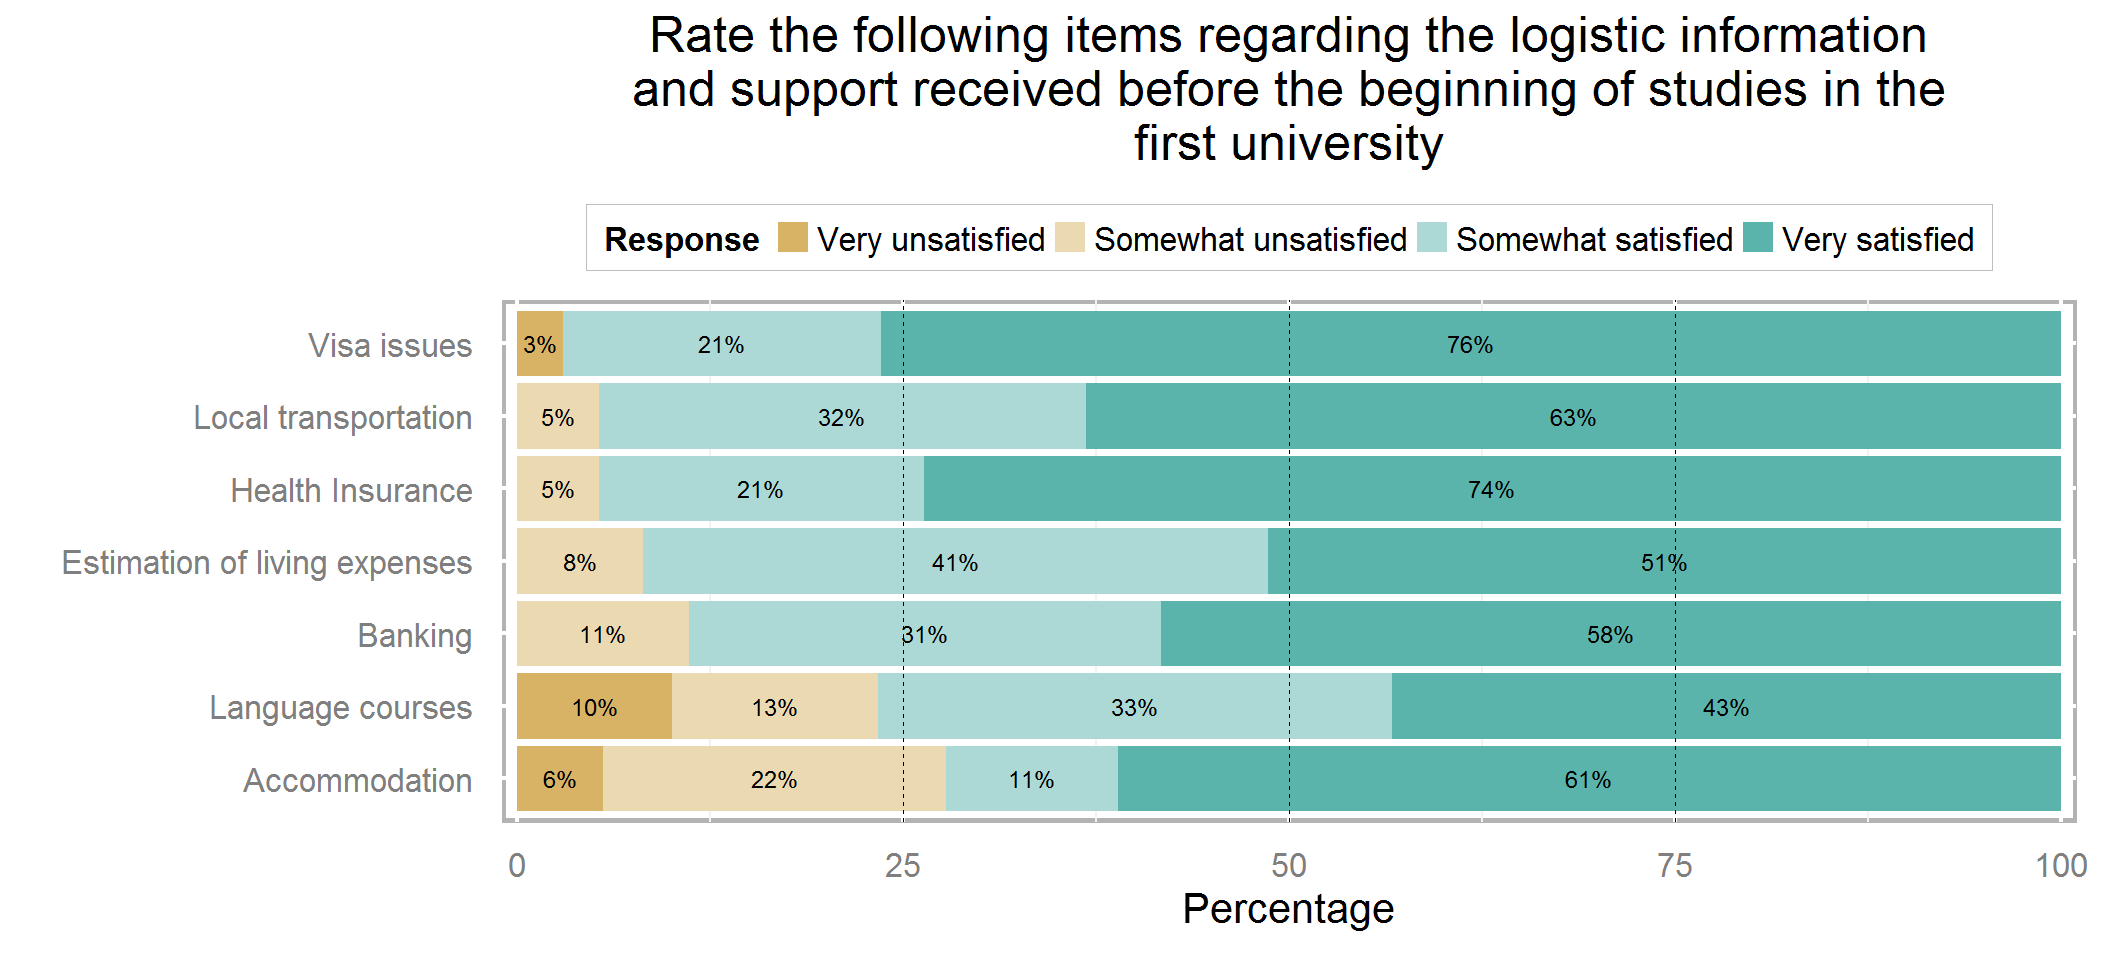 Rate the following items regarding the logistic information
and support received before the beginning of studies in the
first university
Response Very unsatisfied Somewhat unsatisfied Somewhat satisfied Very satisfied
Visa issues 3% 21% 76%
Local transportation 5% 32% 63%
Health Insurance 5% 21% 74%
Estimation of living expenses 8% 41% 51%
Banking 11% 31% 58%
Language courses 10% 13% 33% 43%
Accommodation 6% 22% 11% 61%
0 25 50 75 100
Percentage